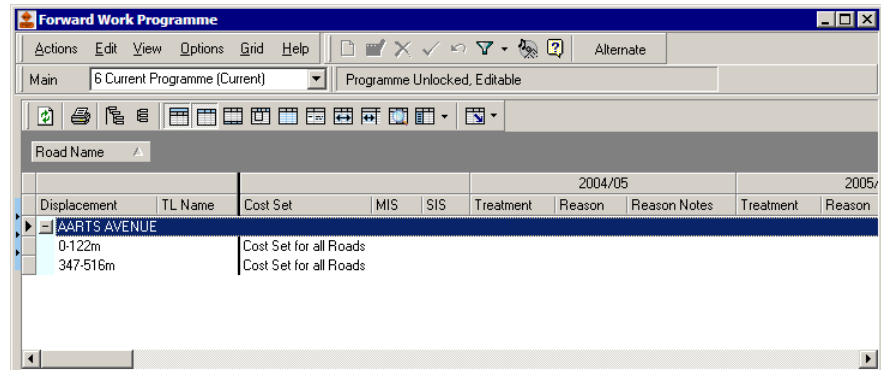 Forward Work Programme
Actions Edit View Options Grid Help Alternate
Main 6 Current Programme (Current) Programme Unlocked, Editable
Road Name
2004/05 2005/
Displacement TL Name Cost Set MIS SIS Treatment Reason Reason Notes Treatment Reason
AARTS AVENUE
0-122m Cost Set for all Roads
347-516m Cost Set for all Roads